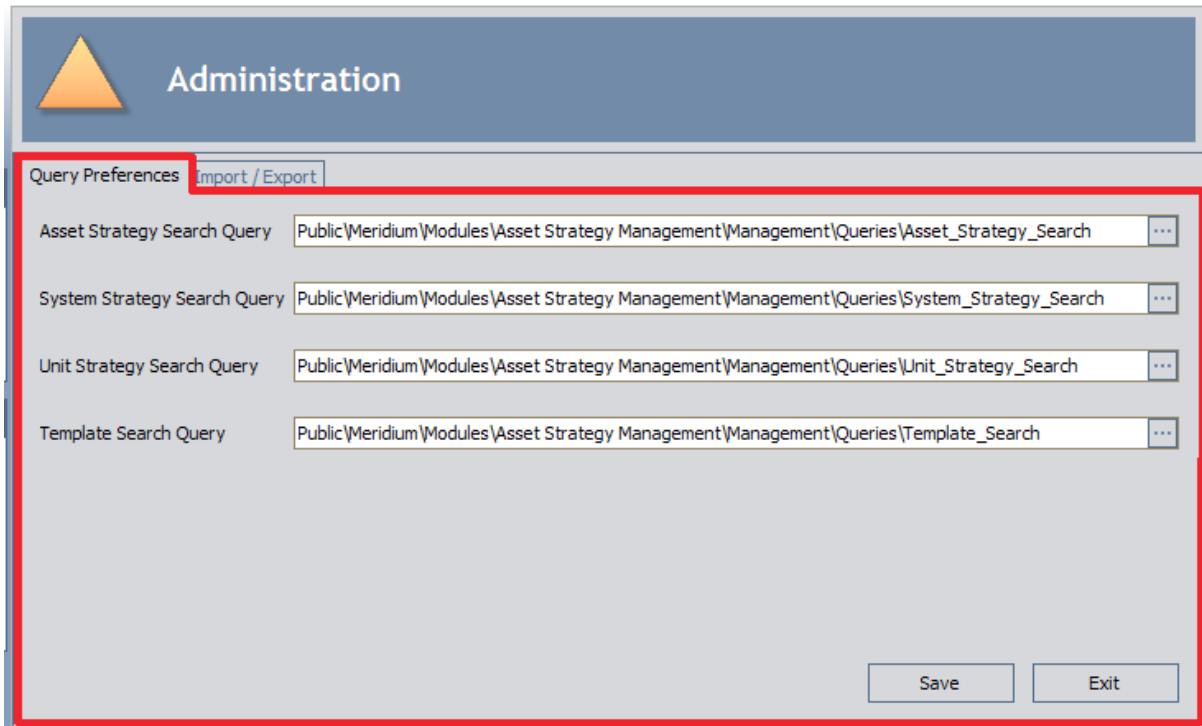 Administration
Query Preferences Import / Export
Asset Strategy Search Query Public\Meridium\Modules\Asset Strategy Management\Management\Queries\Asset_Strategy_Search ...
System Strategy Search Query Public\Meridium\Modules\Asset Strategy Management\Management\Queries\System_Strategy_Search ...
Unit Strategy Search Query Public\Meridium\Modules\Asset Strategy Management\Management\Queries\Unit_Strategy_Search ...
Template Search Query Public\Meridium\Modules\Asset Strategy Management\Management\Queries\Template_Search ...
Save Exit